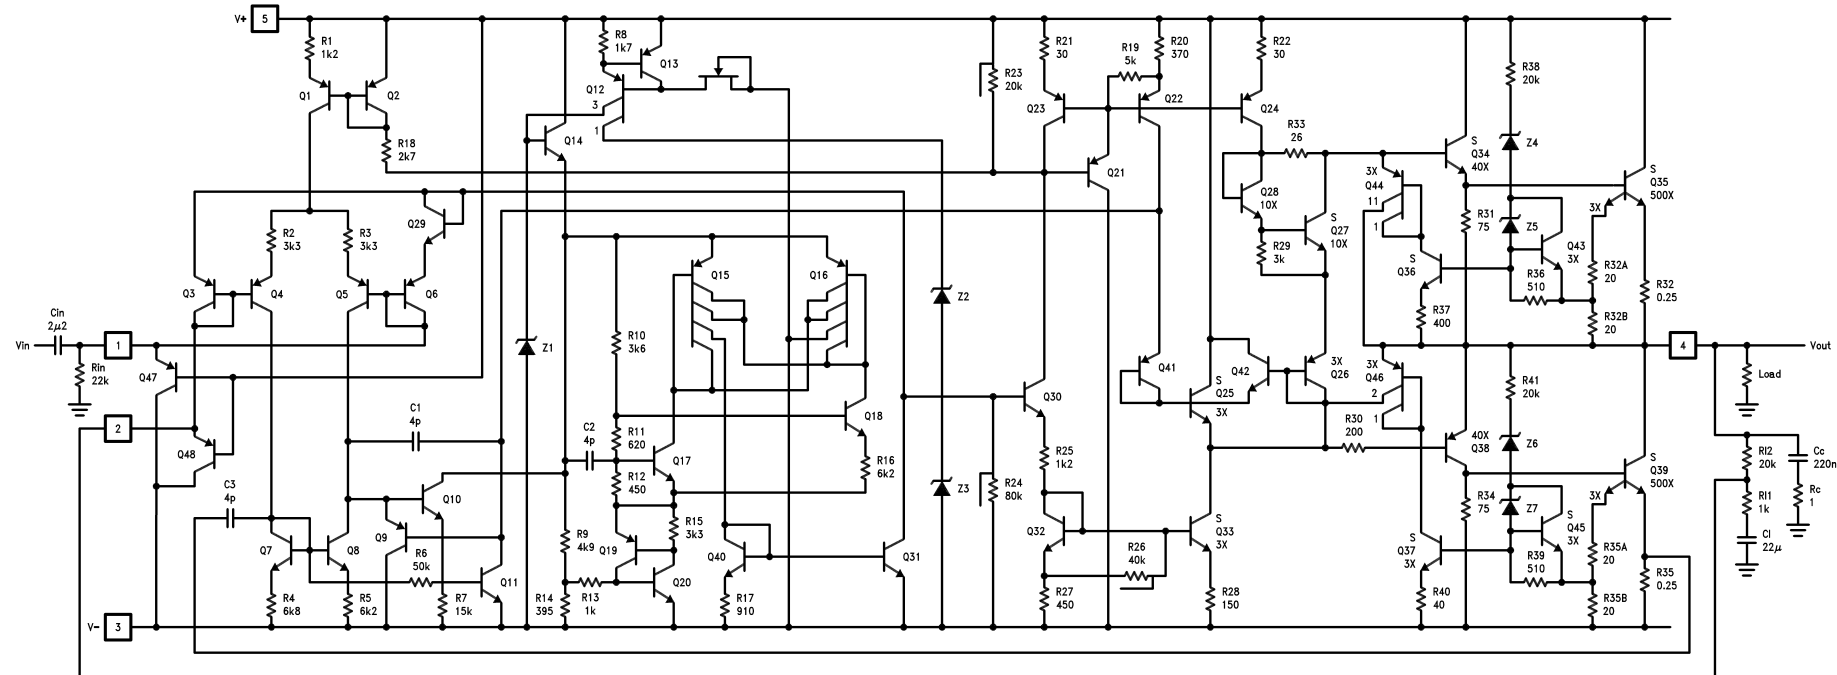 V+ 5
R1
1k2
Q1
Q2
R18
2k7
R8
1k7
Q13
Q12
3
1
Q14
R23
20k
R21
30
R19
5k
R20
370
R22
30
Q23
Q22
Q24
Q21
R33
26
R38
20k
Z4
S
Q34
40X
S
Q35
500X
3X
Q28
10X
S
Q27
10X
R29
3k
3X
Q44
11
1
R31
75
Z5
Q43
3X
S
Q36
R36
510
R32A
20
R32
0.25
R37
400
R32B
20
Q29
R2
3k3
R3
3k3
Q3
Q4
Q5
Q6
Q15
Q16
Z2
R10
3k6
Z1
Cin
2µ2
Vin
1
Rin
22k
Q47
2
Q48
C1
4p
C2
4p
R11
620
R12
450
Q17
Q18
R16
6k2
Q41
S
Q25
3X
Q42
3X
Q26
3X
Q46
2
1
R30
200
R41
20k
40X
Q38
Z6
S
Q39
500X
3X
4
Vout
Load
Rl2
20k
Cc
220n
Rl1
1k
Rc
1
Cl
22µ
Q30
R25
1k2
C3
4p
Q10
Q7
Q8
Q9
R6
50k
Q11
R9
4k9
Q19
R15
3k3
Q20
Q40
Q31
Z3
R24
80k
Q32
R26
40k
S
Q33
3X
R34
75
Z7
S
Q45
3X
S
Q37
3X
R39
510
R35A
20
R35
0.25
R4
6k8
R5
6k2
R7
15k
R14
395
R13
1k
R17
910
R27
450
R28
150
R40
40
R35B
20
V- 3